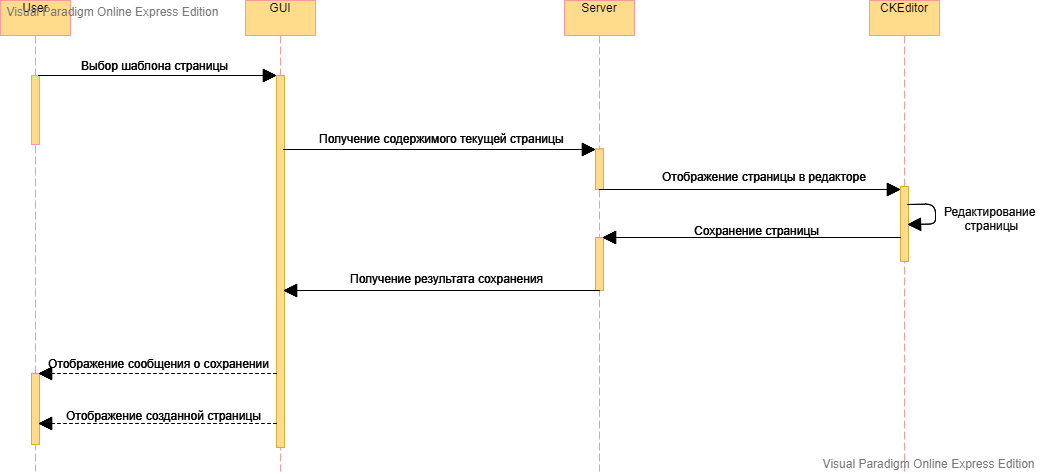 User
Visual Paradigm Online Express Edition
GUI
Server
CKEditor
Выбор шаблона страницы
Получение содержимого текущей страницы
Отображение страницы в редакторе
Редактирование
страницы
Сохранение страницы
Получение результата сохранения
Отображение сообщения о сохранении
Отображение созданной страницы
Visual Paradigm Online Express Edition